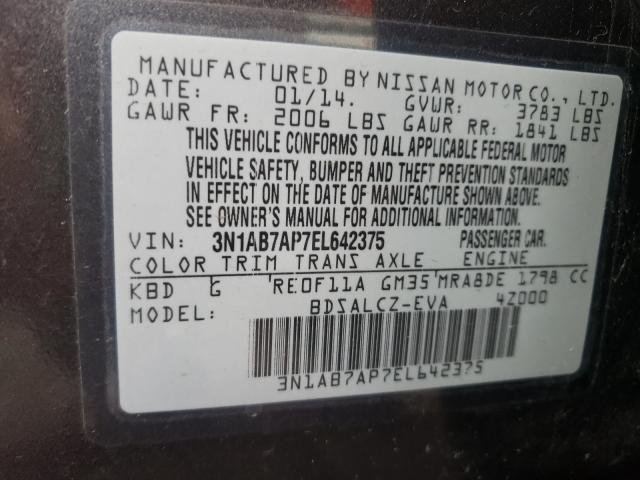 MANUFACTURED BY NISSAN MOTOR CO., LTD.
DATE: 01/14. GVWR: 3783 LBS
GAWR FR: 2006 LBS GAWR RR: 1841 LBS
THIS VEHICLE CONFORMS TO ALL APPLICABLE FEDERAL MOTOR
VEHICLE SAFETY, BUMPER AND THEFT PREVENTION STANDARDS
IN EFFECT ON THE DATE OF MANUFACTURE SHOWN ABOVE.
SEE OWNER'S MANUAL FOR ADDITIONAL INFORMATION.
VIN: 3N1AB7AP7EL642375 PASSENGER CAR.
COLOR TRIM TRANS AXLE ENGINE
KBD G RE0F11A GM35 MRA8DE 1798 CC
MODEL: BDSALCZ-EVA 4Z000
3N1AB7AP7EL642375